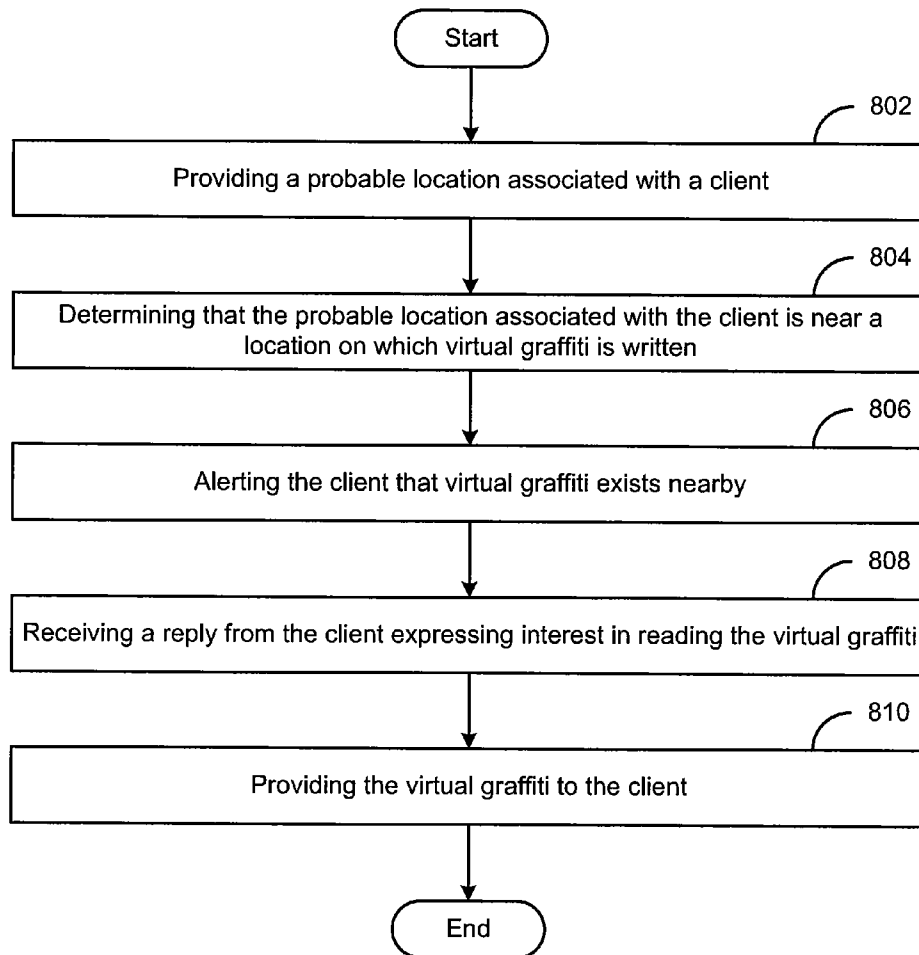 Start
802
Providing a probable location associated with a client
804
Determining that the probable location associated with the client is near a
location on which virtual graffiti is written
806
Alerting the client that virtual graffiti exists nearby
808
Receiving a reply from the client expressing interest in reading the virtual graffiti
810
Providing the virtual graffiti to the client
End